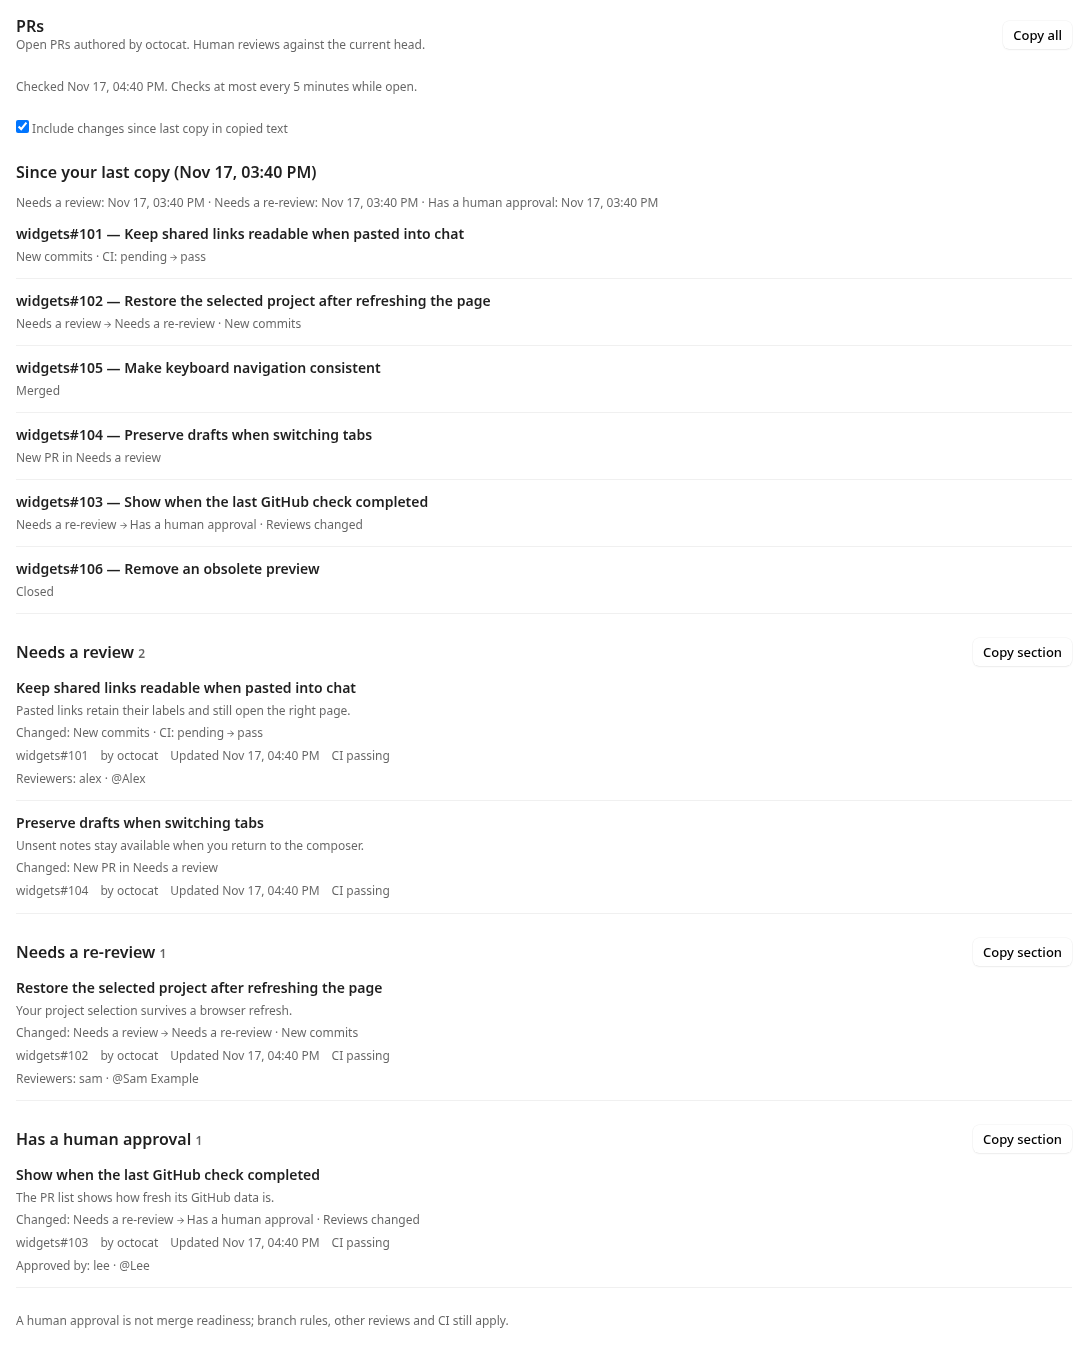 PRs
Open PRs authored by octocat. Human reviews against the current head.
Copy all
Checked Nov 17, 04:40 PM. Checks at most every 5 minutes while open.
Include changes since last copy in copied text
Since your last copy (Nov 17, 03:40 PM)
Needs a review: Nov 17, 03:40 PM · Needs a re-review: Nov 17, 03:40 PM · Has a human approval: Nov 17, 03:40 PM
widgets#101 — Keep shared links readable when pasted into chat
New commits · CI: pending → pass
widgets#102 — Restore the selected project after refreshing the page
Needs a review → Needs a re-review · New commits
widgets#105 — Make keyboard navigation consistent
Merged
widgets#104 — Preserve drafts when switching tabs
New PR in Needs a review
widgets#103 — Show when the last GitHub check completed
Needs a re-review → Has a human approval · Reviews changed
widgets#106 — Remove an obsolete preview
Closed
Needs a review 2
Copy section
Keep shared links readable when pasted into chat
Pasted links retain their labels and still open the right page.
Changed: New commits · CI: pending → pass
widgets#101 by octocat Updated Nov 17, 04:40 PM CI passing
Reviewers: alex · @Alex
Preserve drafts when switching tabs
Unsent notes stay available when you return to the composer.
Changed: New PR in Needs a review
widgets#104 by octocat Updated Nov 17, 04:40 PM CI passing
Needs a re-review 1
Copy section
Restore the selected project after refreshing the page
Your project selection survives a browser refresh.
Changed: Needs a review → Needs a re-review · New commits
widgets#102 by octocat Updated Nov 17, 04:40 PM CI passing
Reviewers: sam · @Sam Example
Has a human approval 1
Copy section
Show when the last GitHub check completed
The PR list shows how fresh its GitHub data is.
Changed: Needs a re-review → Has a human approval · Reviews changed
widgets#103 by octocat Updated Nov 17, 04:40 PM CI passing
Approved by: lee · @Lee
A human approval is not merge readiness; branch rules, other reviews and CI still apply.